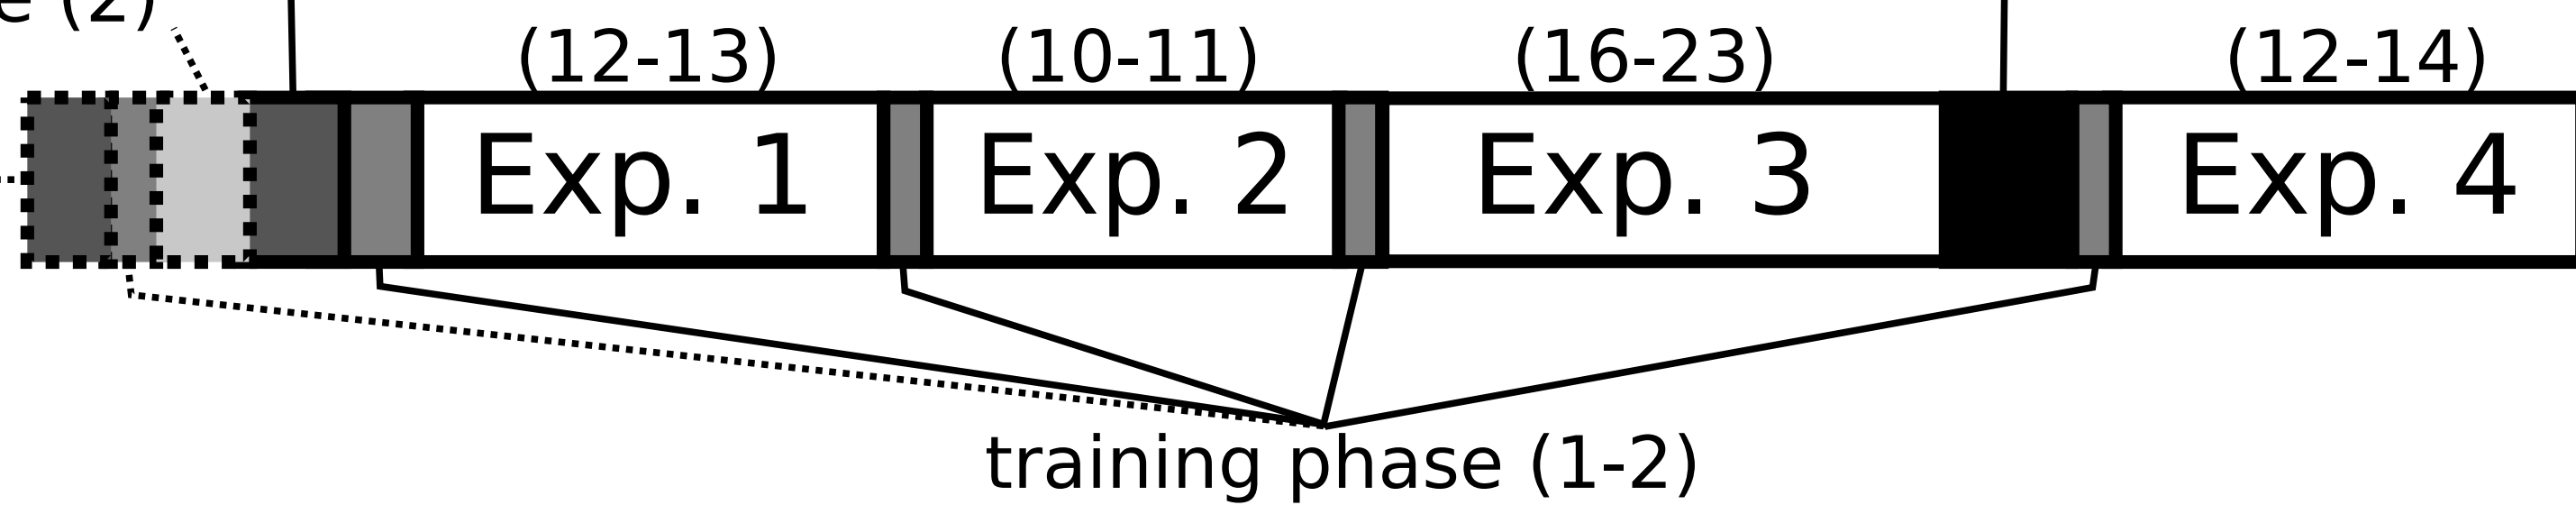 e (2)
(12-13) (10-11) (16-23) (12-14)
Exp. 1 Exp. 2 Exp. 3 Exp. 4
training phase (1-2)